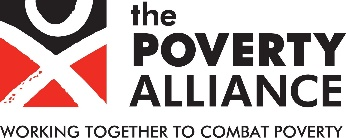 the
POVERTY
ALLIANCE
WORKING TOGETHER TO COMBAT POVERTY